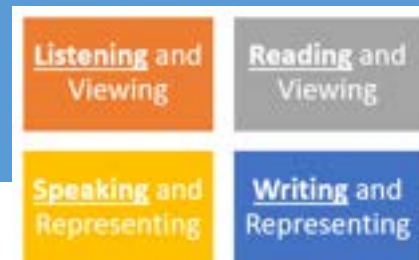 Listening and
Viewing
Reading and
Viewing
Speaking and
Representing
Writing and
Representing